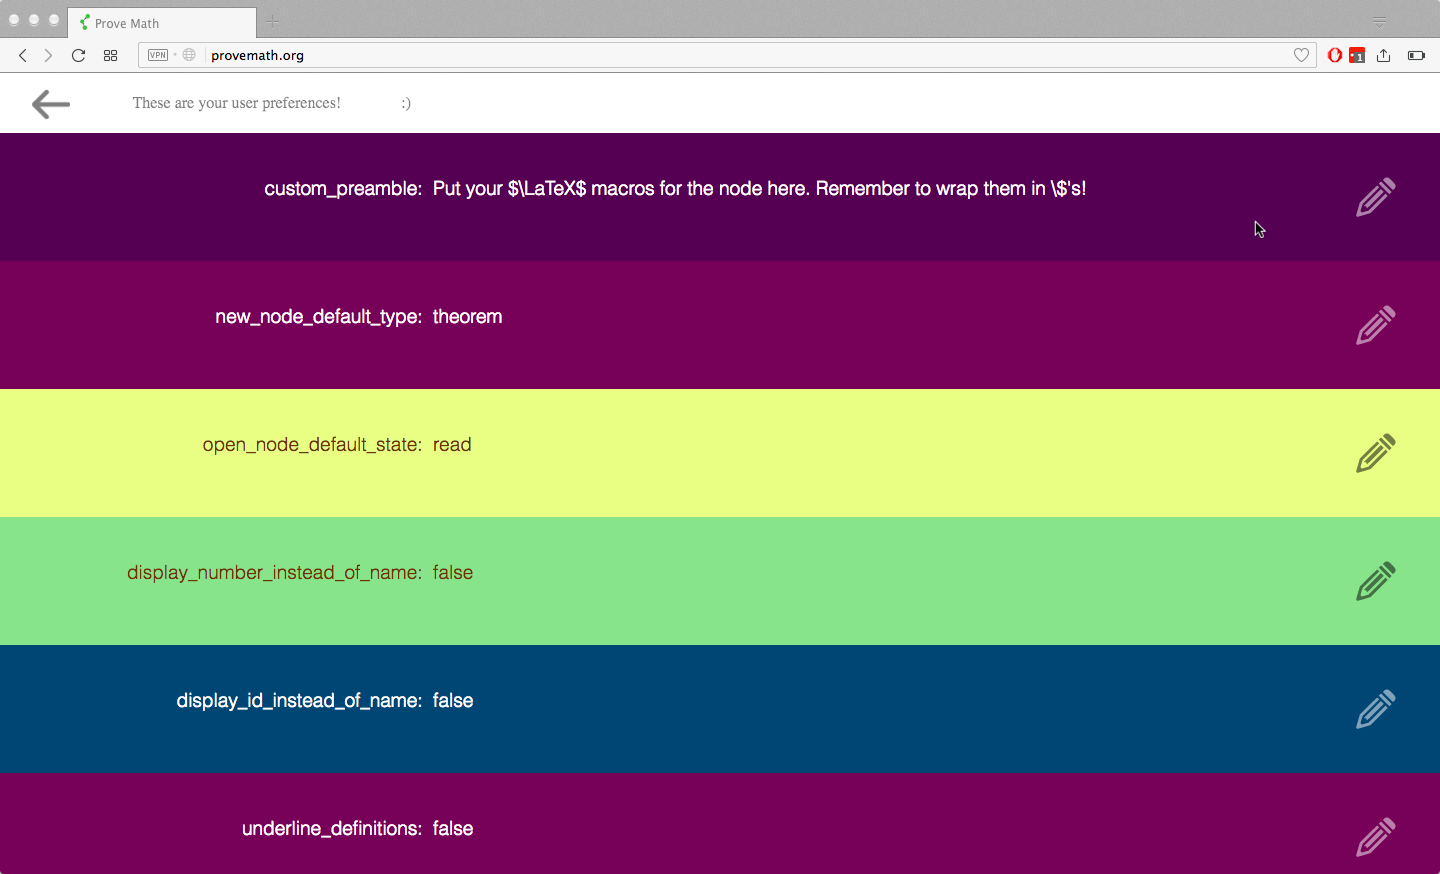 Prove Math
VPN
provemath.org
1
These are your user preferences! :)
custom_preamble: Put your $\LaTeX$ macros for the node here. Remember to wrap them in \$'s!
new_node_default_type: theorem
open_node_default_state: read
display_number_instead_of_name: false
display_id_instead_of_name: false
underline_definitions: false